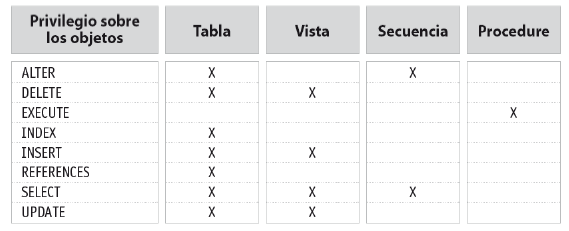 Privilegio sobre
los objetos Tabla Vista Secuencia Procedure
ALTER X X
DELETE X X
EXECUTE X
INDEX X
INSERT X X
REFERENCES X
SELECT X X X
UPDATE X X